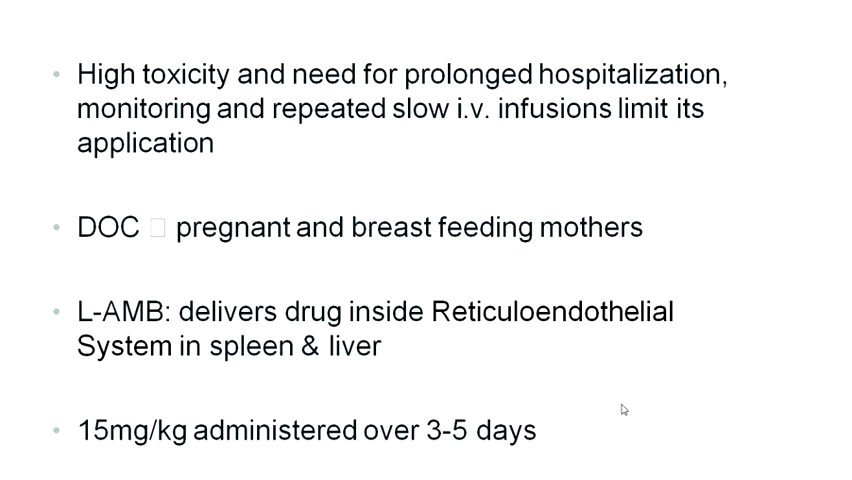 • High toxicity and need for prolonged hospitalization,
monitoring and repeated slow i.v. infusions limit its
application
• DOC □ pregnant and breast feeding mothers
• L-AMB: delivers drug inside Reticuloendothelial
System in spleen & liver
• 15mg/kg administered over 3-5 days